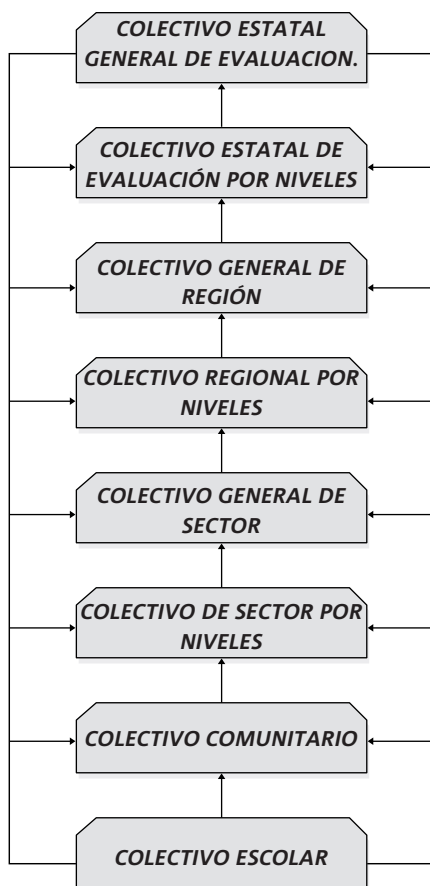 COLECTIVO ESTATAL
GENERAL DE EVALUACION.
COLECTIVO ESTATAL DE
EVALUACIÓN POR NIVELES
COLECTIVO GENERAL DE
REGIÓN
COLECTIVO REGIONAL POR
NIVELES
COLECTIVO GENERAL DE
SECTOR
COLECTIVO DE SECTOR POR
NIVELES
COLECTIVO COMUNITARIO
COLECTIVO ESCOLAR